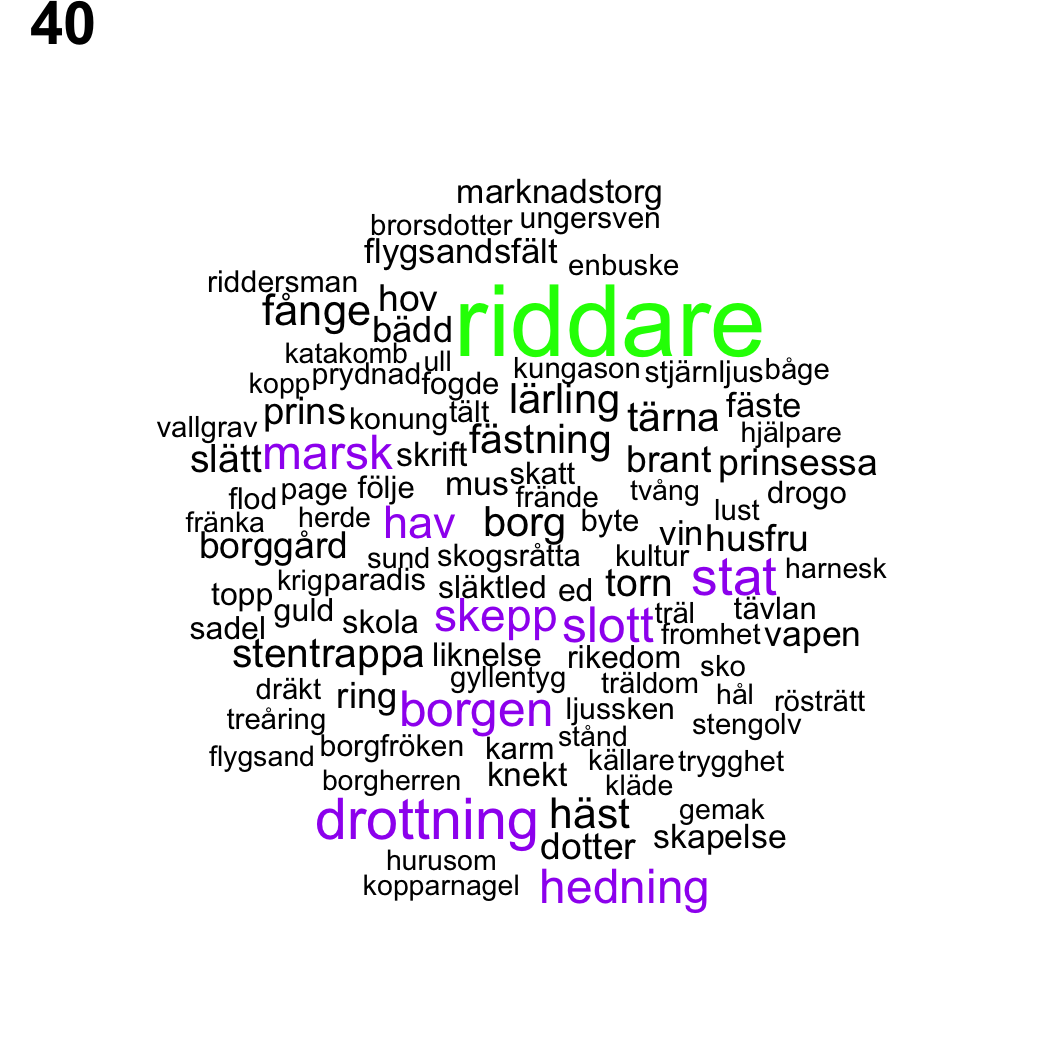 40
marknadstorg
brorsdotter ungersven
flygsandsfält enbuske
riddersman
fånge hov riddare
bädd
katakomb ull
kopp prydnad fogde kungason stjärnljus båge
prins konung tält lärling tärna fäste
vallgrav hjälpare
slätt marsk skrift fästning brant prinsessa
flod page följe mus skatt frände tvång drogo
fränka herde hav borg byte lust
borggård sund skogsråtta kultur vin husfru
topp krig paradis släktled ed torn stat harnesk
sadel guld skola skepp slott träl tävlan
fromhet vapen
stentrappa liknelse rikedom sko
dräkt ring gyllentyg träldom hål rösträtt
treåring borgen ljussken stengolv
flygsand borgfröken karm stånd källare trygghet
borgherren knekt kläde
drottning häst gemak
dotter skapelse
hurusom
kopparnagel hedning